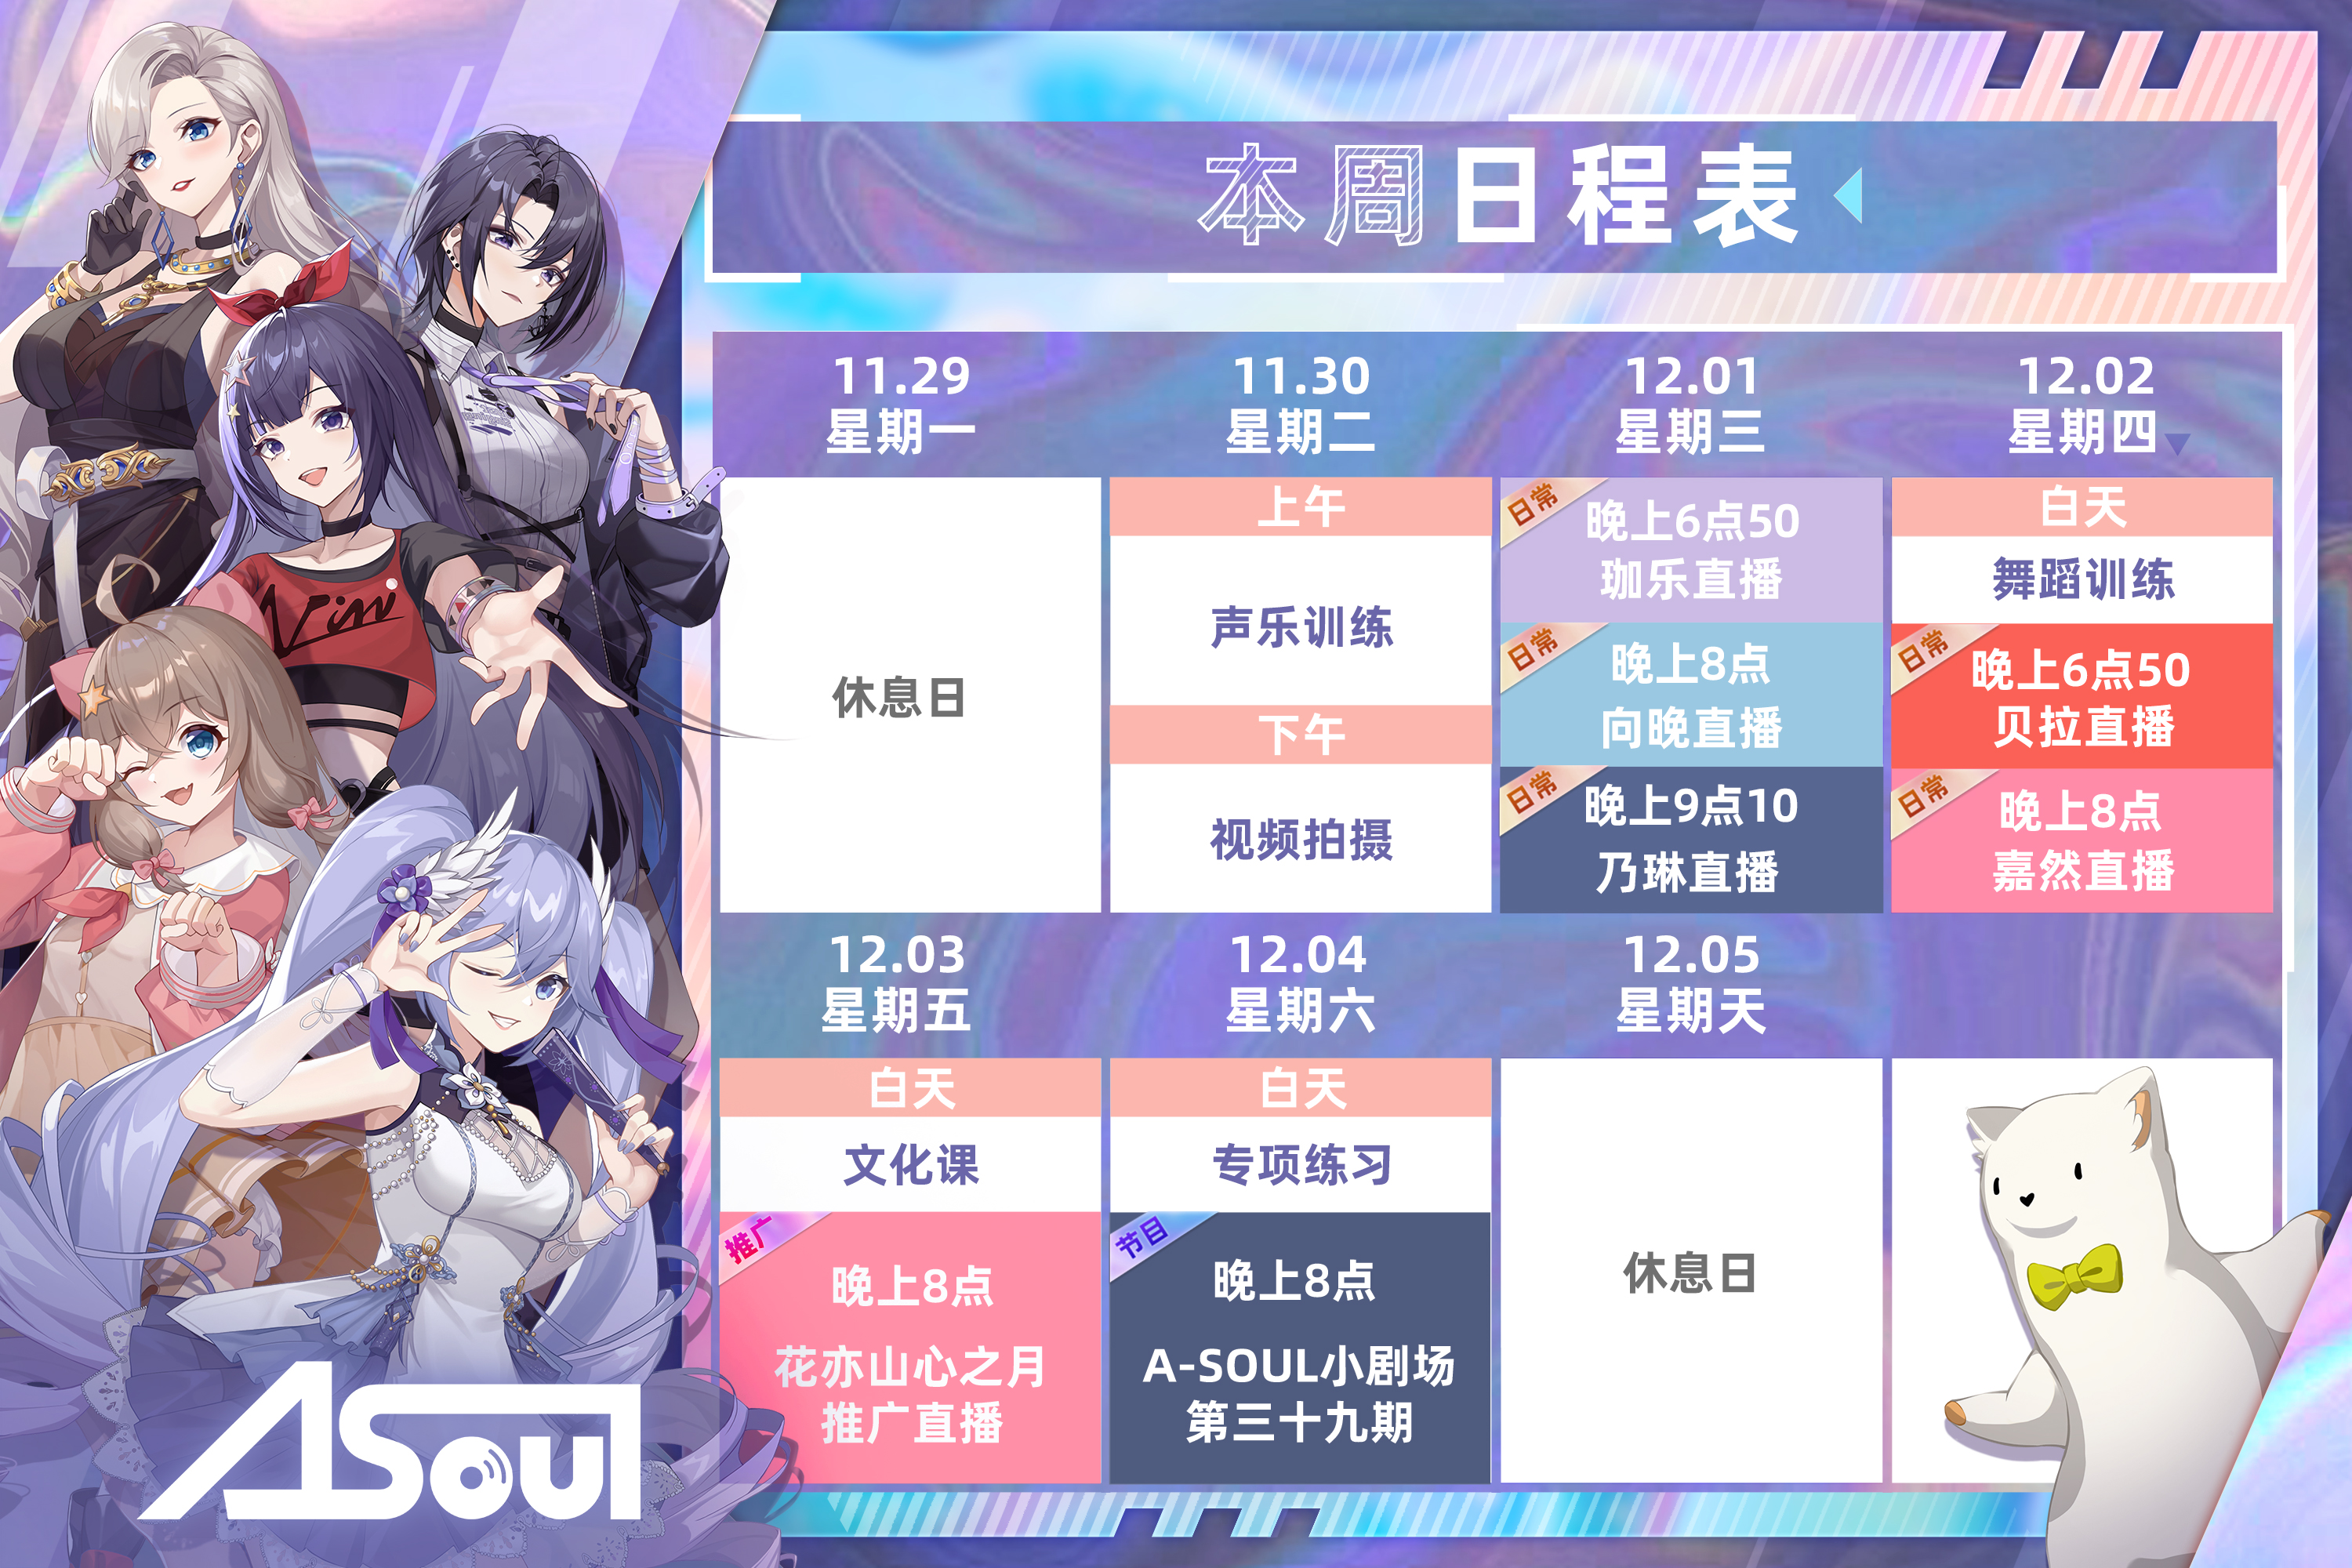 本周日程表
11.29
星期一
休息日
11.30
星期二
上午
声乐训练
下午
视频拍摄
12.01
星期三
日常
晚上6点50
珈乐直播
日常
晚上8点
向晚直播
日常
晚上9点10
乃琳直播
12.02
星期四
白天
舞蹈训练
日常
晚上6点50
贝拉直播
日常
晚上8点
嘉然直播
12.03
星期五
白天
文化课
推广
晚上8点
花亦山心之月
推广直播
12.04
星期六
白天
专项练习
节目
晚上8点
A-SOUL小剧场
第三十九期
12.05
星期天
休息日
ASoul